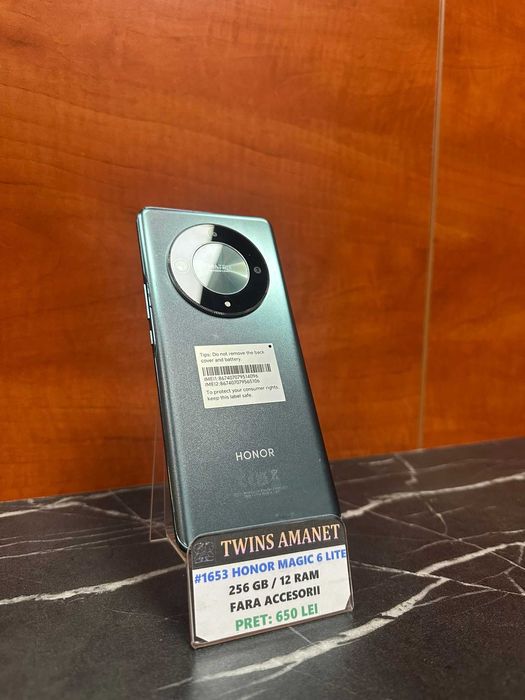 MATRIX
Tips: Do not remove the back
cover and battery.
To protect your consumer rights,
keep this label safe.
HONOR
TWINS AMANET
#1653 HONOR MAGIC 6 LITE
256 GB / 12 RAM
FARA ACCESORII
PRET: 650 LEI